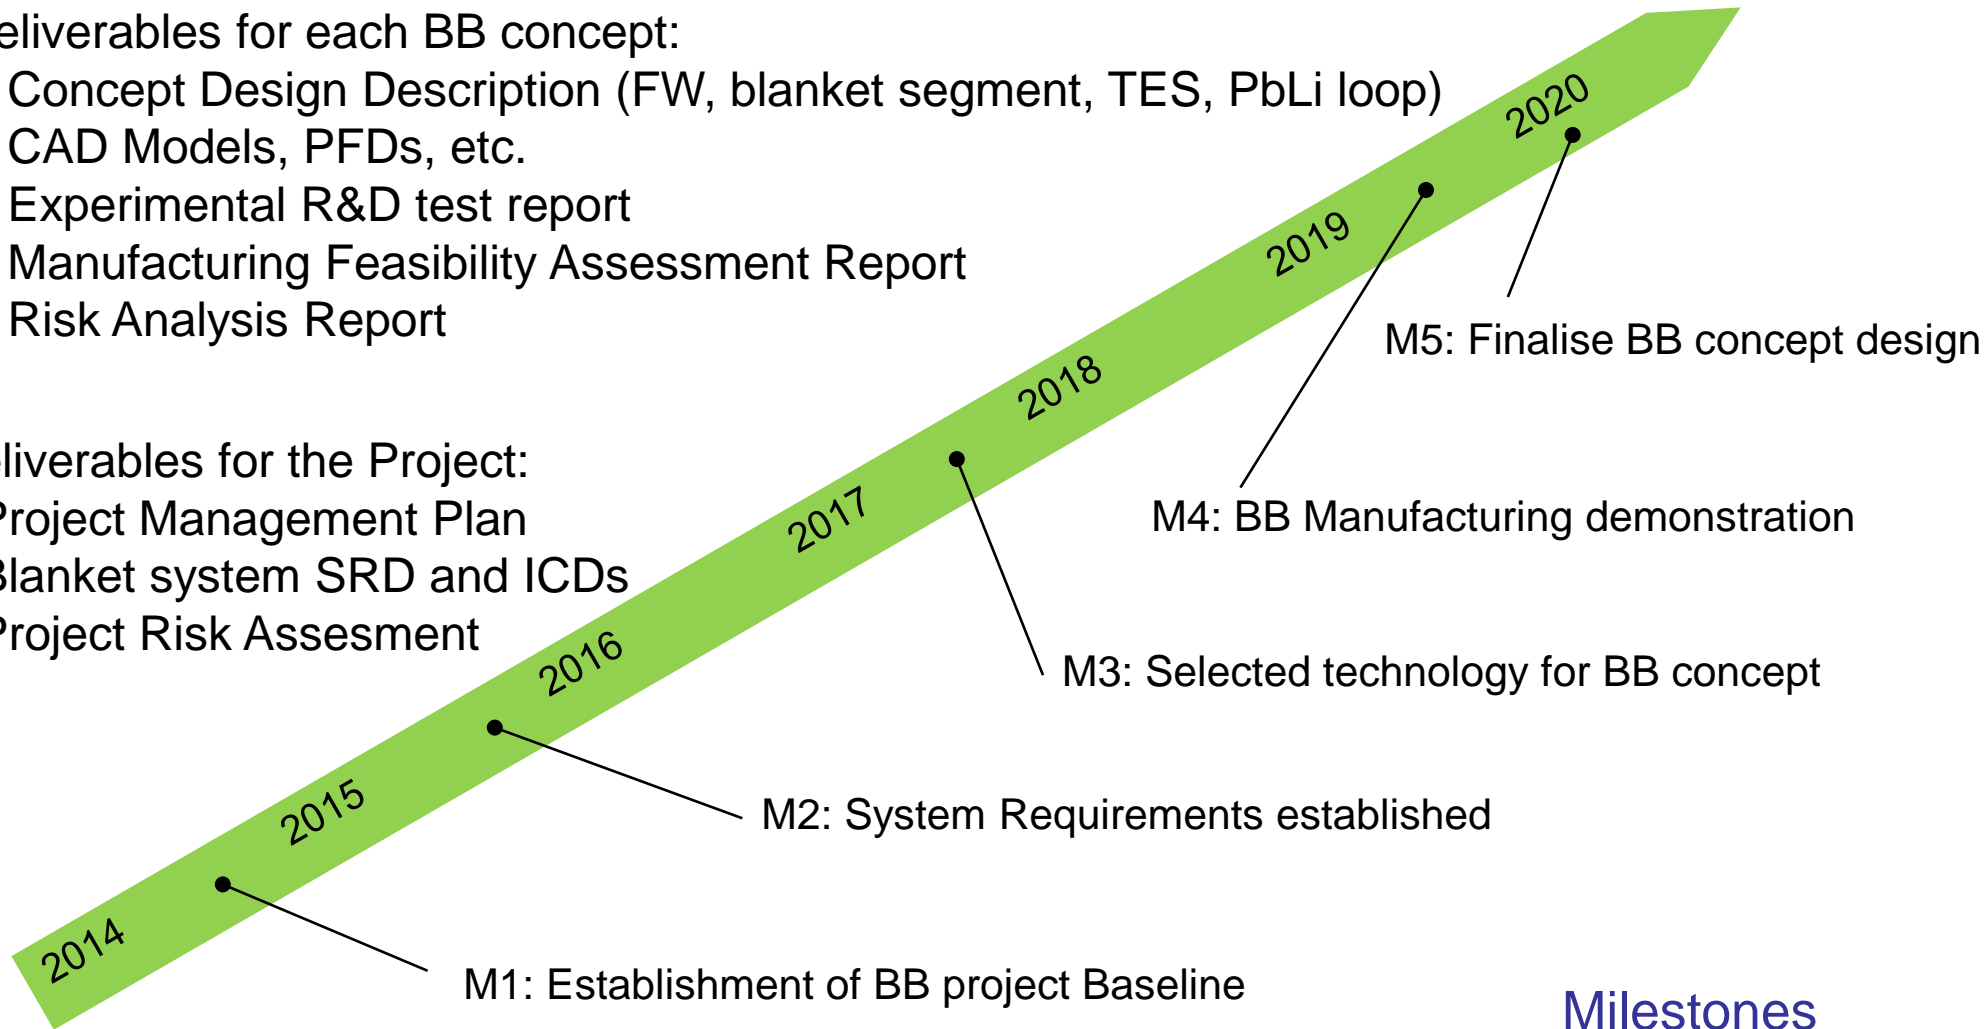 eliverables for each BB concept:
Concept Design Description (FW, blanket segment, TES, PbLi loop)
CAD Models, PFDs, etc.
Experimental R&D test report
Manufacturing Feasibility Assessment Report
Risk Analysis Report
eliverables for the Project:
Project Management Plan
Blanket system SRD and ICDs
Project Risk Assesment
2014
2015
2016
2017
2018
2019
2020
M5: Finalise BB concept design
M4: BB Manufacturing demonstration
M3: Selected technology for BB concept
M2: System Requirements established
M1: Establishment of BB project Baseline
Milestones